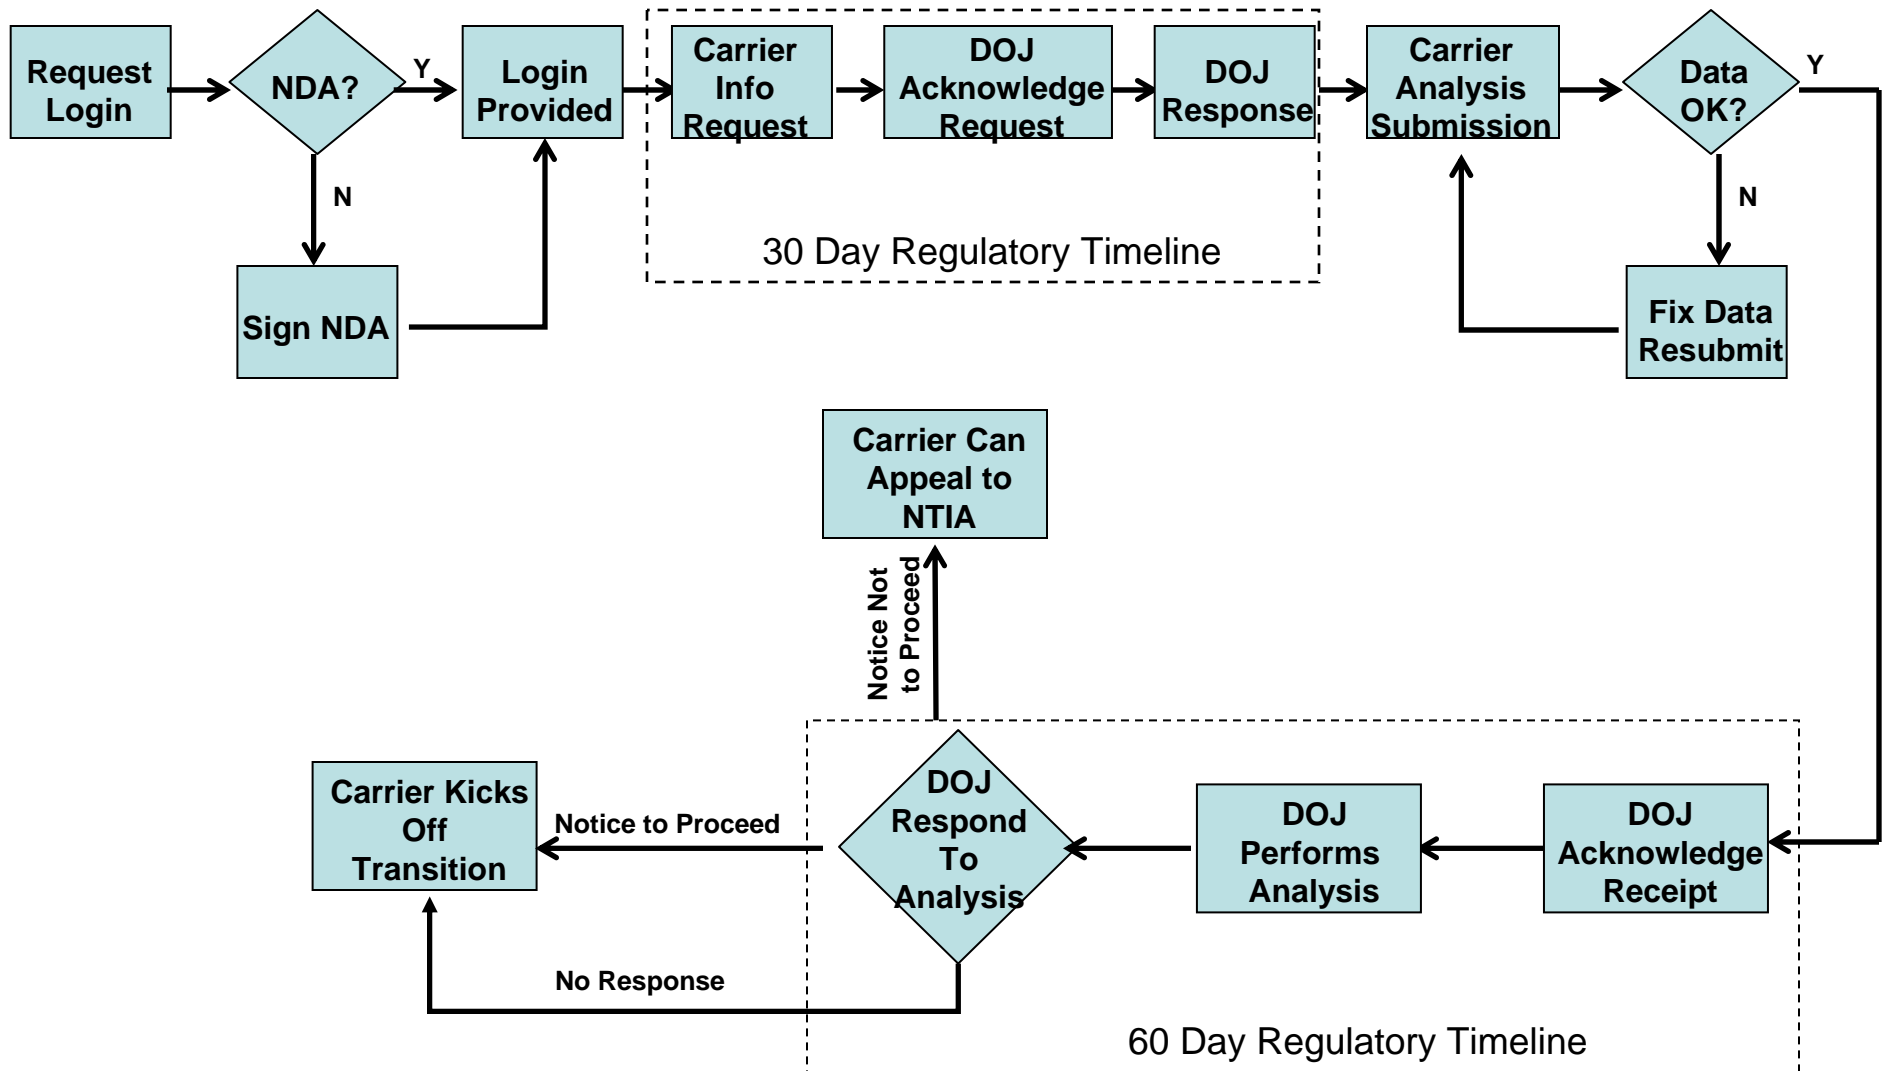 Request
Login
NDA?
Y
Login
Provided
Carrier
Info
Request
DOJ
Acknowledge
Request
DOJ
Response
Carrier
Analysis
Submission
Data
OK?
Y
N
N
30 Day Regulatory Timeline
Sign NDA
Fix Data
Resubmit
Carrier Can
Appeal to
NTIA
Notice Not
to Proceed
Carrier Kicks
Off
Transition
Notice to Proceed
DOJ
Respond
To
Analysis
DOJ
Performs
Analysis
DOJ
Acknowledge
Receipt
No Response
60 Day Regulatory Timeline